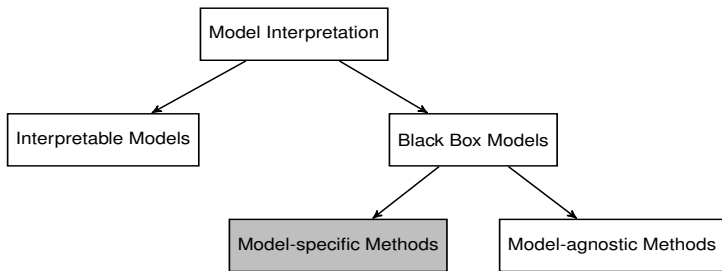 Model Interpretation
Interpretable Models
Black Box Models
Model-specific Methods
Model-agnostic Methods